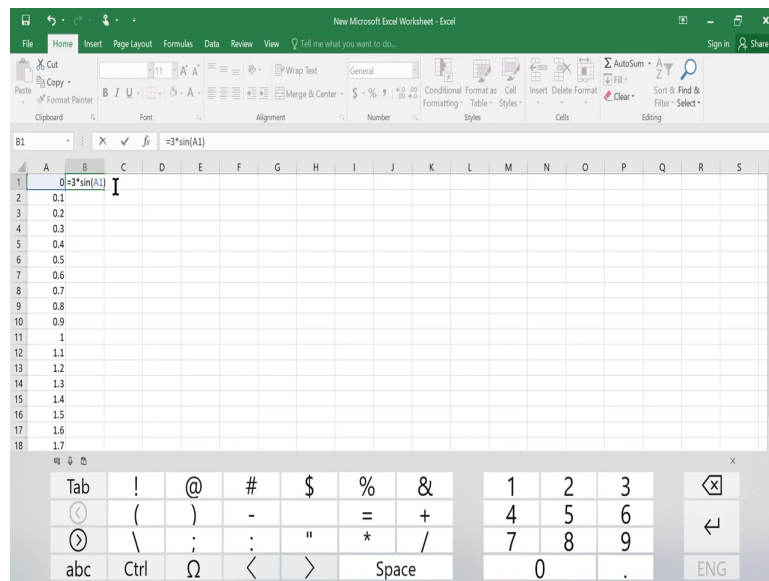 New Microsoft Excel Worksheet - Excel
File Home Insert Page Layout Formulas Data Review View Tell me what you want to do... Sign in Share
Cut
Copy
Format Painter
Paste
Clipboard
11 A A
B I U A
Font
Wrap Text
Merge & Center
Alignment
General
$ % , .0 .00 .00 .0
Number
Conditional Formatting
Format as Table
Cell Styles
Styles
Insert Delete Format
Cells
Σ AutoSum
Fill
Clear
Sort & Filter
Find & Select
Editing
B1 fx =3*sin(A1)
A B C D E F G H I J K L M N O P Q R S
1 0 =3*sin(A1)
2 0.1
3 0.2
4 0.3
5 0.4
6 0.5
7 0.6
8 0.7
9 0.8
10 0.9
11 1
12 1.1
13 1.2
14 1.3
15 1.4
16 1.5
17 1.6
18 1.7
Tab ! @ # $ % & 1 2 3
( ) - = + 4 5 6
\ ; : " * / 7 8 9
abc Ctrl Ω < > Space 0 . ENG